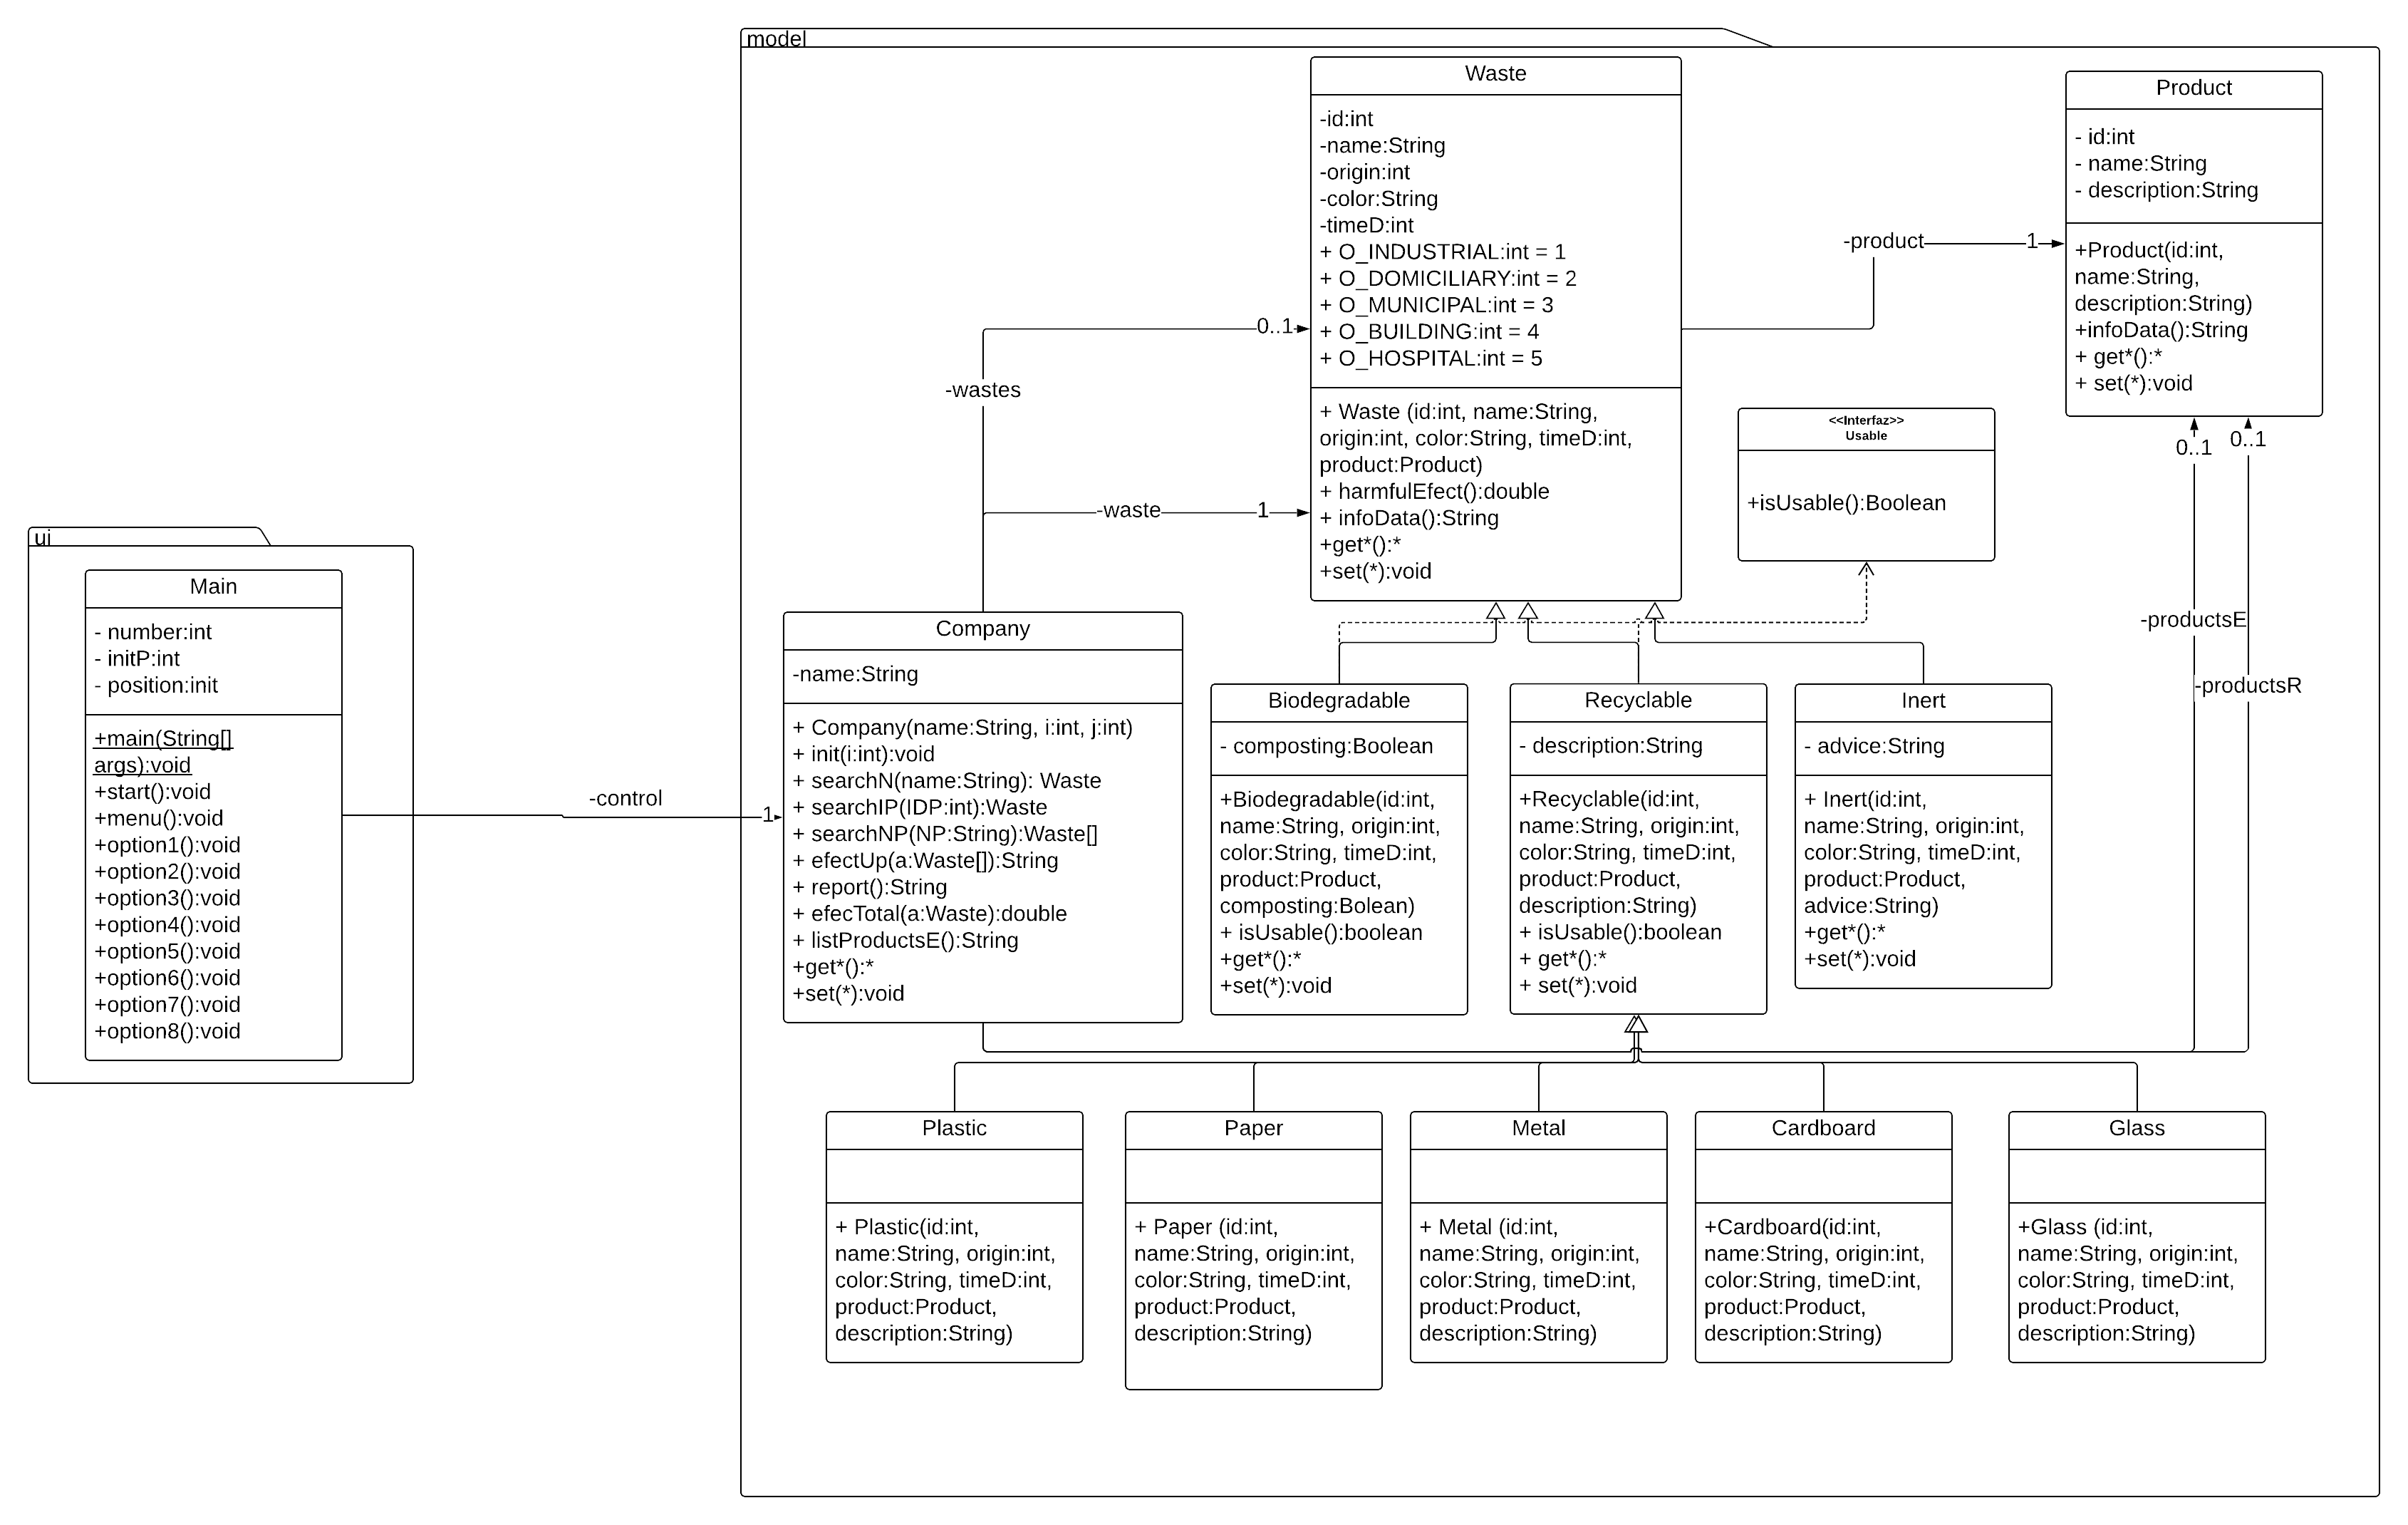 model
Waste
-id:int
-name:String
-origin:int
-color:String
-timeD:int
+ O_INDUSTRIAL:int = 1
+ O_DOMICILIARY:int = 2
+ O_MUNICIPAL:int = 3
+ O_BUILDING:int = 4
+ O_HOSPITAL:int = 5
+ Waste (id:int, name:String,
origin:int, color:String, timeD:int,
product:Product)
+ harmfulEfect():double
+ infoData():String
+get*():*
+set(*):void
-product
1
Product
- id:int
- name:String
- description:String
+Product(id:int,
name:String,
description:String)
+infoData():String
+ get*():*
+ set(*):void
0..1
0..1
<<Interfaz>>
Usable
+isUsable():Boolean
-wastes
0..1
-waste
1
-productsE
-productsR
ui
Main
- number:int
- initP:int
- position:init
+main(String[]
args):void
+start():void
+menu():void
+option1():void
+option2():void
+option3():void
+option4():void
+option5():void
+option6():void
+option7():void
+option8():void
-control
1
Company
-name:String
+ Company(name:String, i:int, j:int)
+ init(i:int):void
+ searchN(name:String): Waste
+ searchIP(IDP:int):Waste
+ searchNP(NP:String):Waste[]
+ efectUp(a:Waste[]):String
+ report():String
+ efecTotal(a:Waste):double
+ listProductsE():String
+get*():*
+set(*):void
Biodegradable
- composting:Boolean
+Biodegradable(id:int,
name:String, origin:int,
color:String, timeD:int,
product:Product,
composting:Bolean)
+ isUsable():boolean
+get*():*
+set(*):void
Recyclable
- description:String
+Recyclable(id:int,
name:String, origin:int,
color:String, timeD:int,
product:Product,
description:String)
+ isUsable():boolean
+ get*():*
+ set(*):void
Inert
- advice:String
+ Inert(id:int,
name:String, origin:int,
color:String, timeD:int,
product:Product,
advice:String)
+get*():*
+set(*):void
Plastic
+ Plastic(id:int,
name:String, origin:int,
color:String, timeD:int,
product:Product,
description:String)
Paper
+ Paper (id:int,
name:String, origin:int,
color:String, timeD:int,
product:Product,
description:String)
Metal
+ Metal (id:int,
name:String, origin:int,
color:String, timeD:int,
product:Product,
description:String)
Cardboard
+Cardboard(id:int,
name:String, origin:int,
color:String, timeD:int,
product:Product,
description:String)
Glass
+Glass (id:int,
name:String, origin:int,
color:String, timeD:int,
product:Product,
description:String)